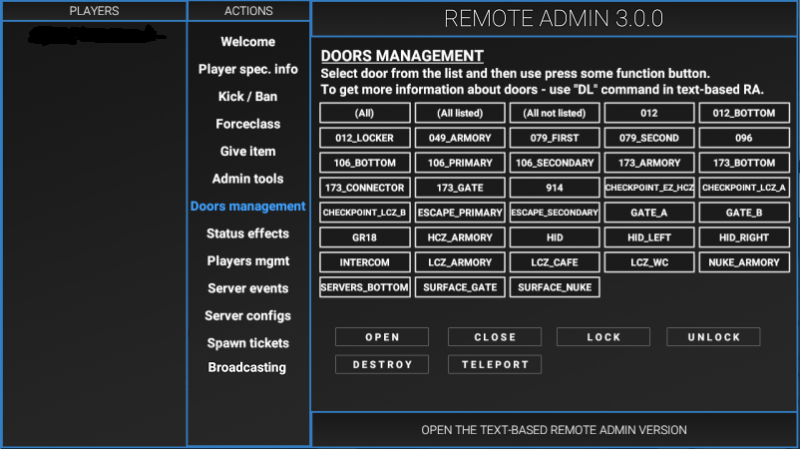 PLAYERS
ACTIONS
REMOTE ADMIN 3.0.0
Welcome
Player spec. info
Kick / Ban
Forceclass
Give item
Admin tools
Doors management
Status effects
Players mgmt
Server events
Server configs
Spawn tickets
Broadcasting
DOORS MANAGEMENT
Select door from the list and then use press some function button.
To get more information about doors - use "DL" command in text-based RA.
(All) (All listed) (All not listed) 012 012_BOTTOM
012_LOCKER 049_ARMORY 079_FIRST 079_SECOND 096
106_BOTTOM 106_PRIMARY 106_SECONDARY 173_ARMORY 173_BOTTOM
173_CONNECTOR 173_GATE 914 CHECKPOINT_EZ_HCZ CHECKPOINT_LCZ_A
CHECKPOINT_LCZ_B ESCAPE_PRIMARY ESCAPE_SECONDARY GATE_A GATE_B
GR18 HCZ_ARMORY HID HID_LEFT HID_RIGHT
INTERCOM LCZ_ARMORY LCZ_CAFE LCZ_WC NUKE_ARMORY
SERVERS_BOTTOM SURFACE_GATE SURFACE_NUKE
OPEN CLOSE LOCK UNLOCK
DESTROY TELEPORT
OPEN THE TEXT-BASED REMOTE ADMIN VERSION